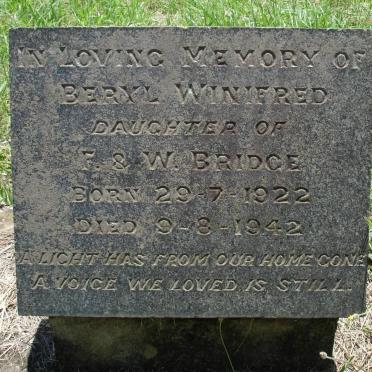 IN LOVING MEMORY OF
BERYL WINIFRED
DAUGHTER OF
F. & W. BRIDGE
BORN 29-7-1922
DIED 9-8-1942
A LIGHT HAS FROM OUR HOME GONE
A VOICE WE LOVED IS STILL.